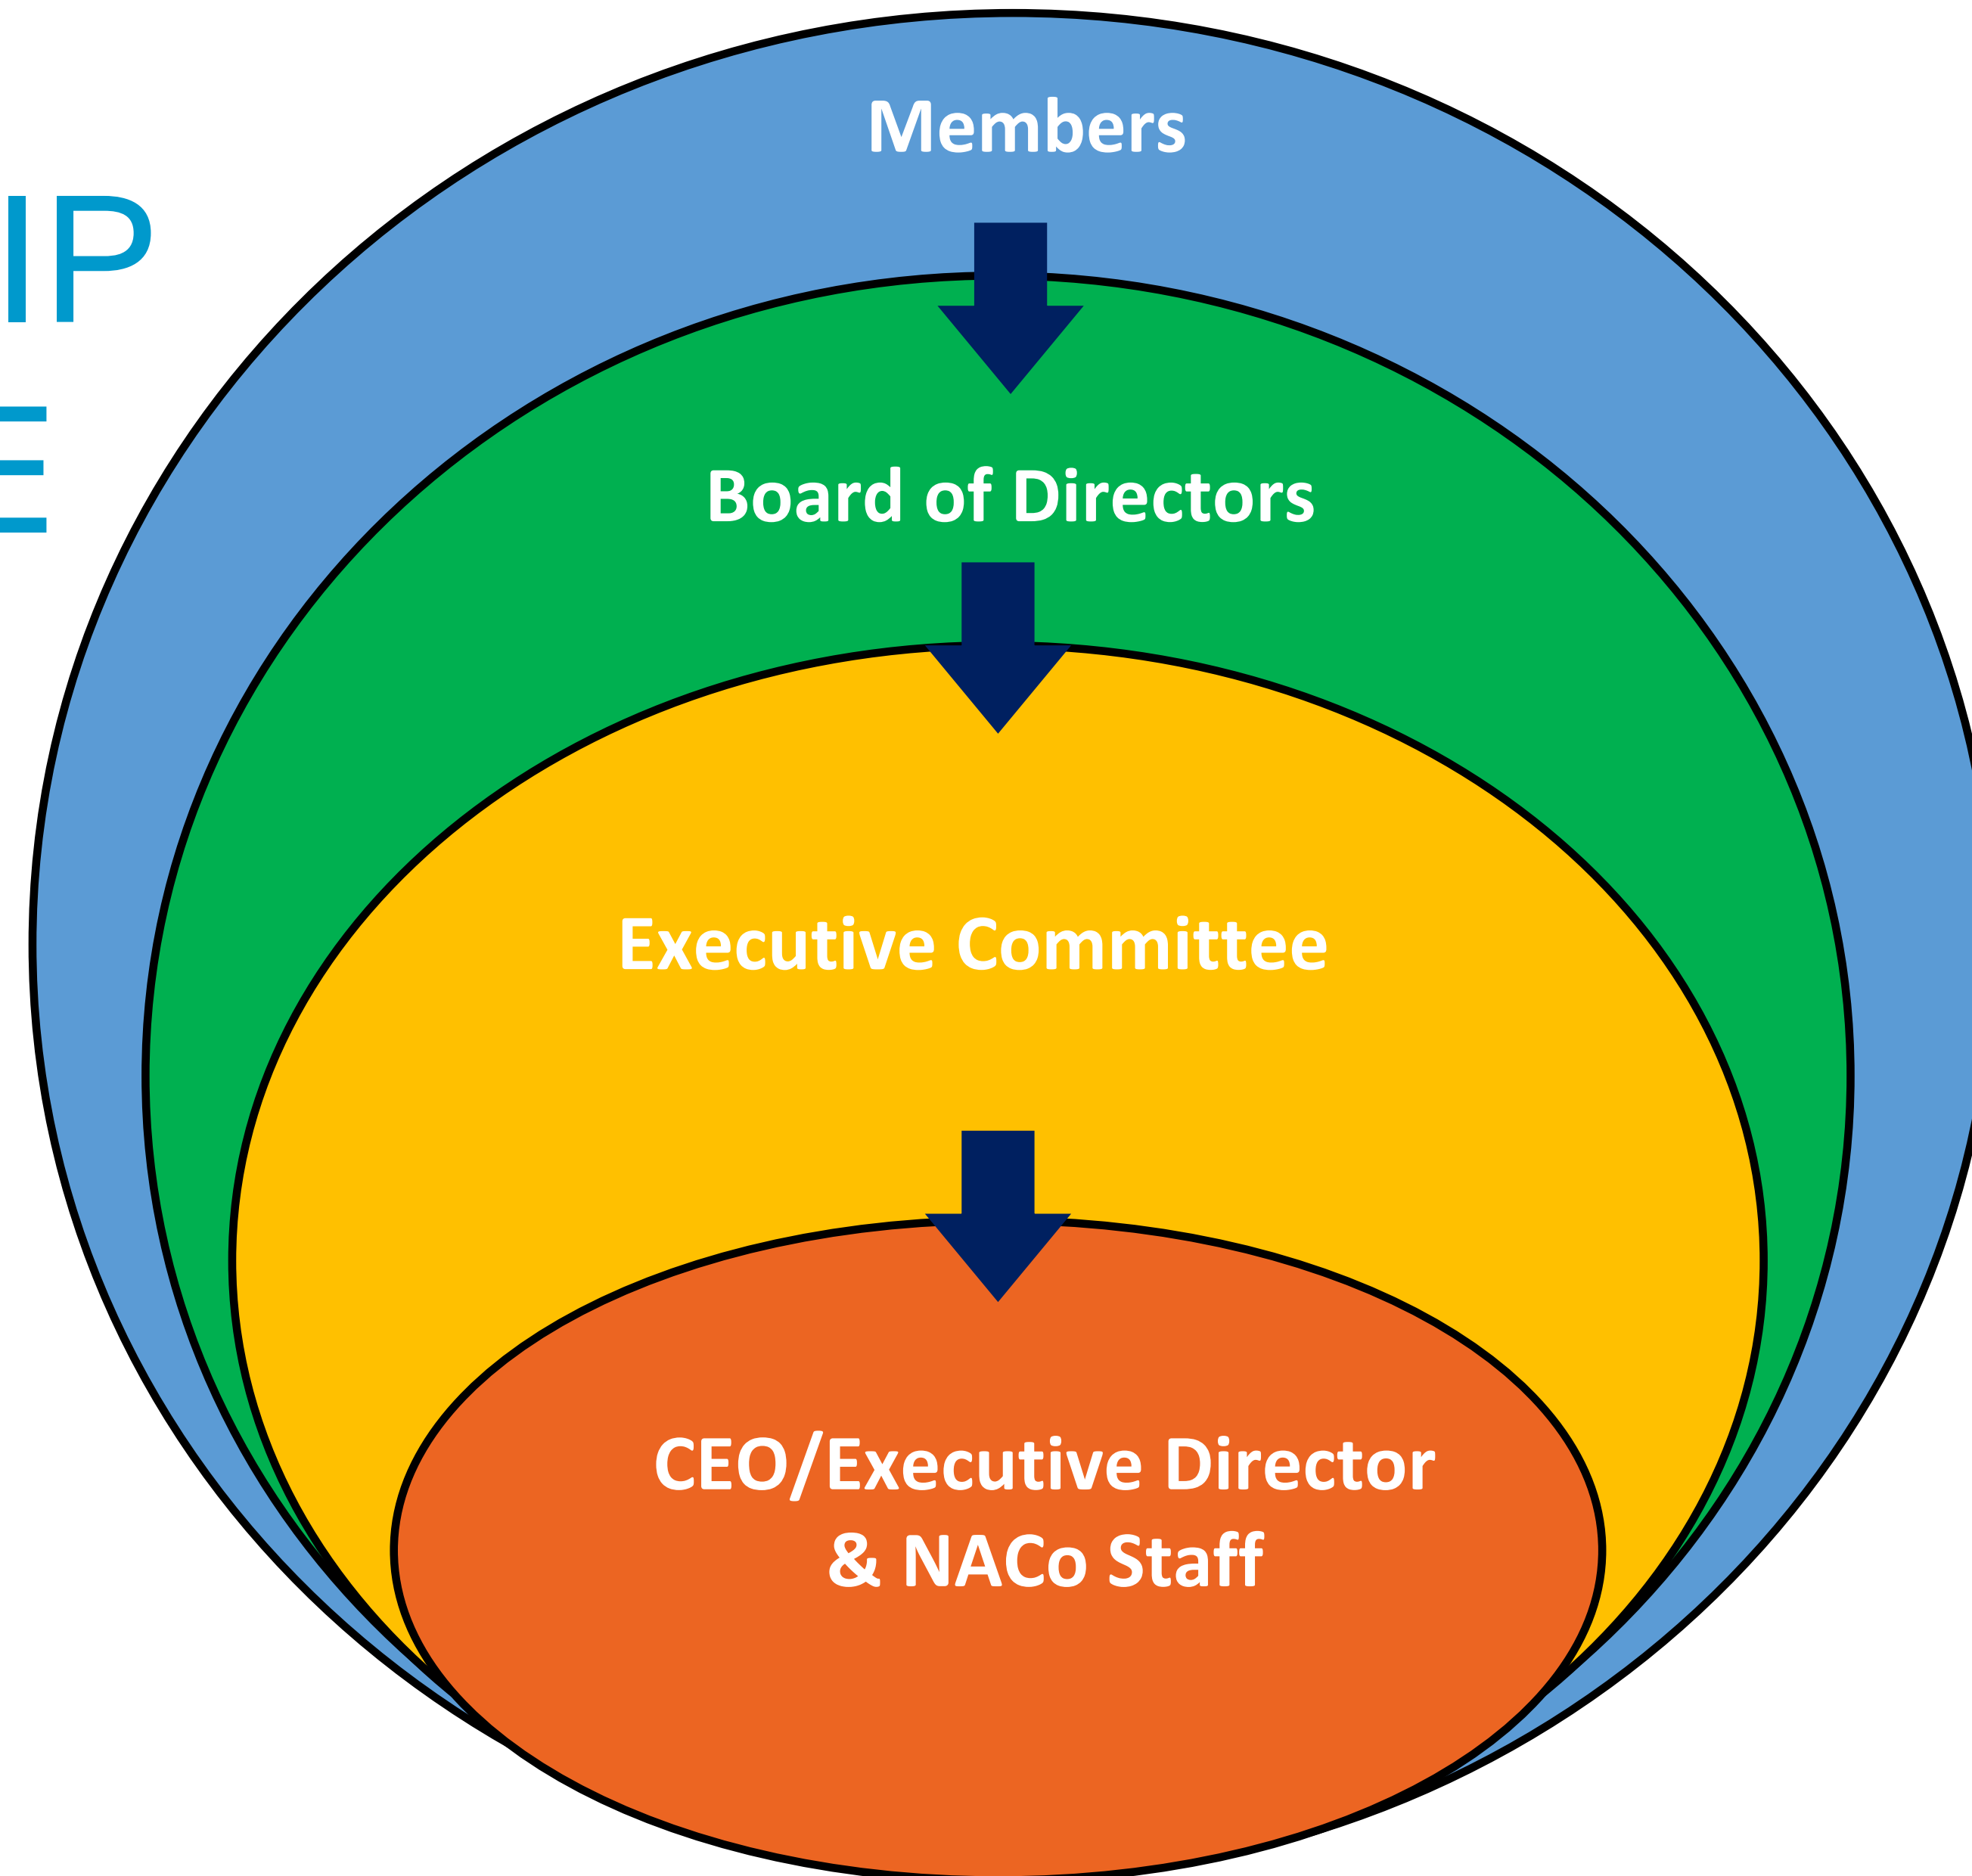 Members
IP
E
Board of Directors
Executive Committee
CEO/Executive Director
& NACo Staff